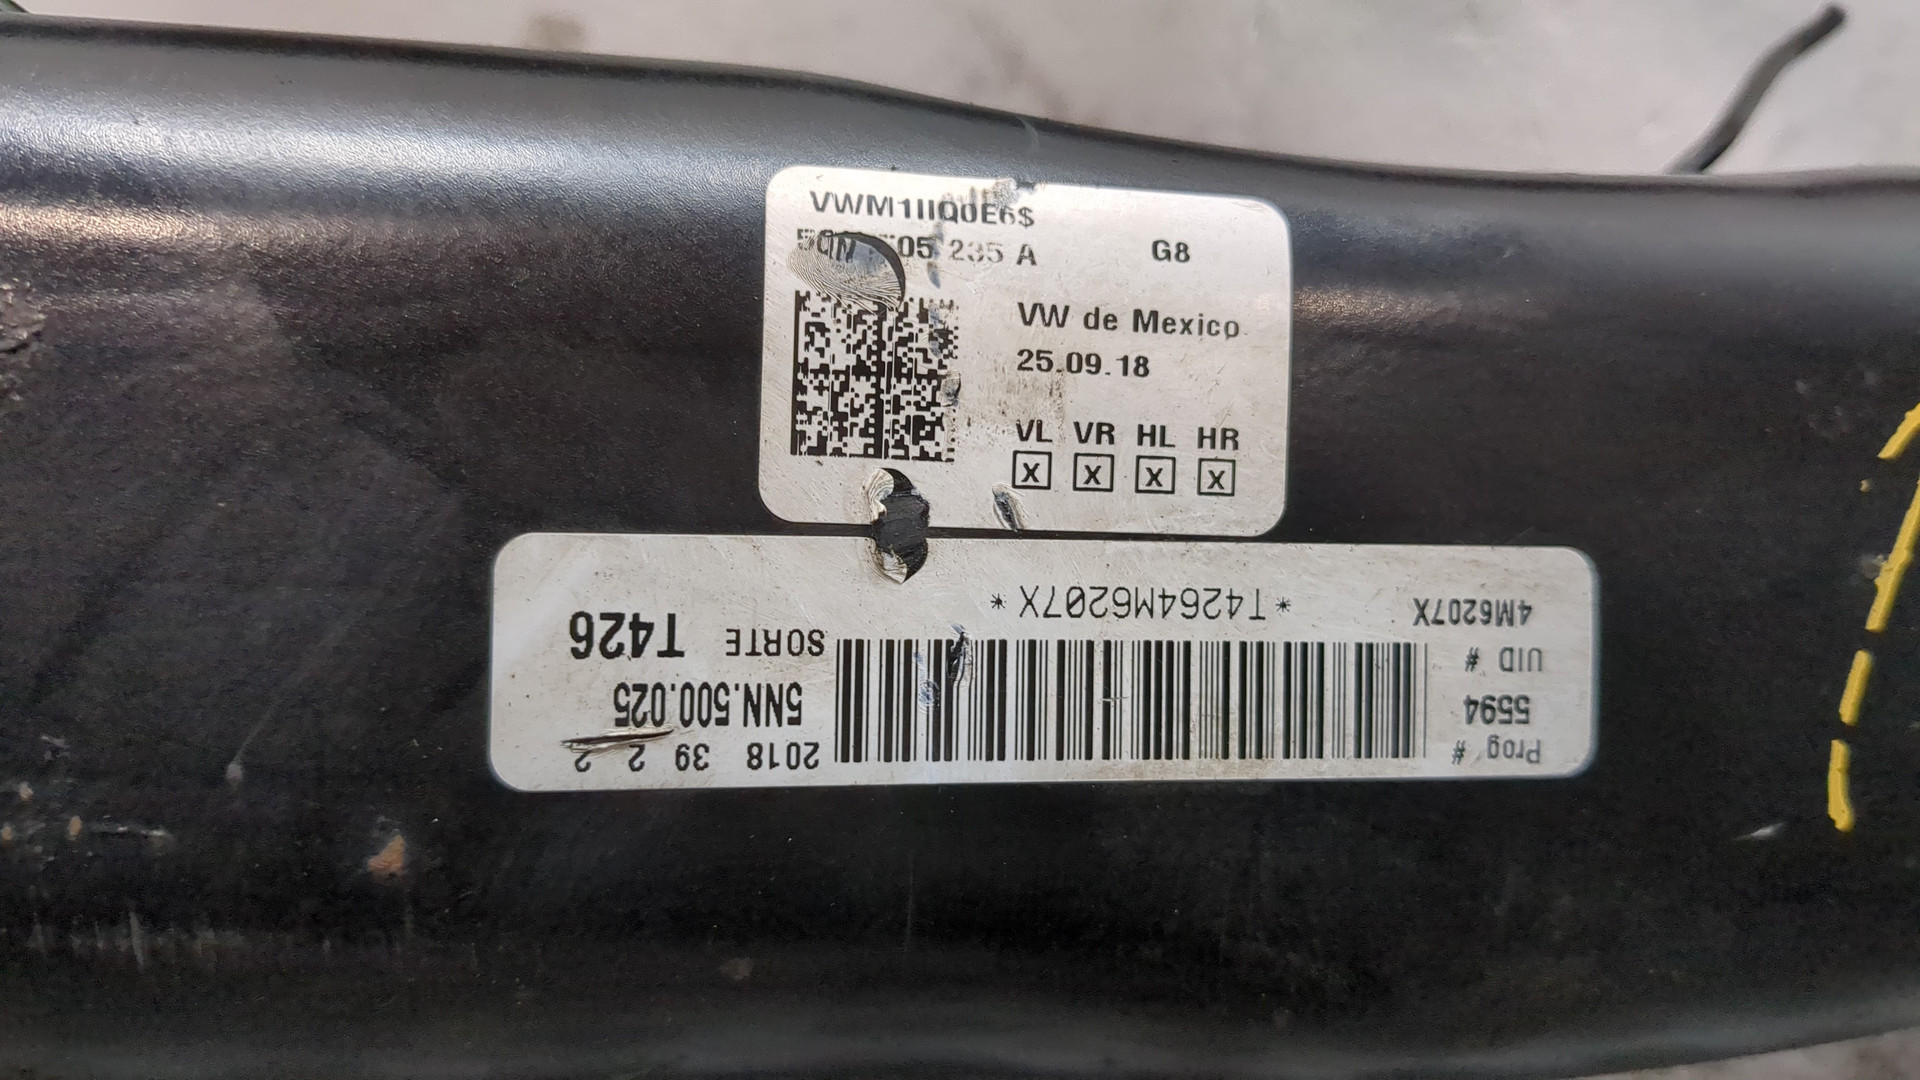 VWM1IIQ0E6$
05 235 A G8
VW de Mexico
25.09.18
VL VR HL HR
X X X X
Prog # 5594
UID # 4M6207X
*T4264M6207X*
2018 39 2 2
5NN.500.025
SORTE T426